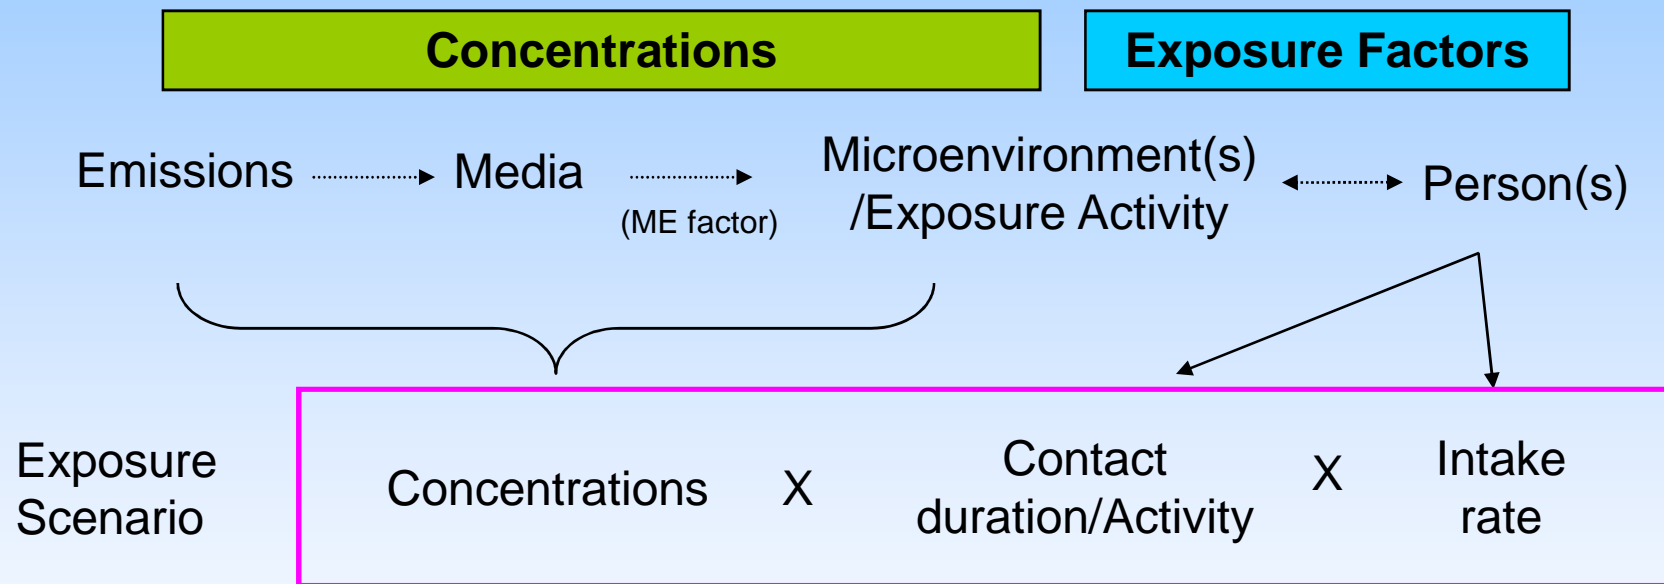 Concentrations
Exposure Factors
Emissions
Media
(ME factor)
Microenvironment(s)
/Exposure Activity
Person(s)
Exposure
Scenario
Concentrations
X
Contact
duration/Activity
X
Intake
rate